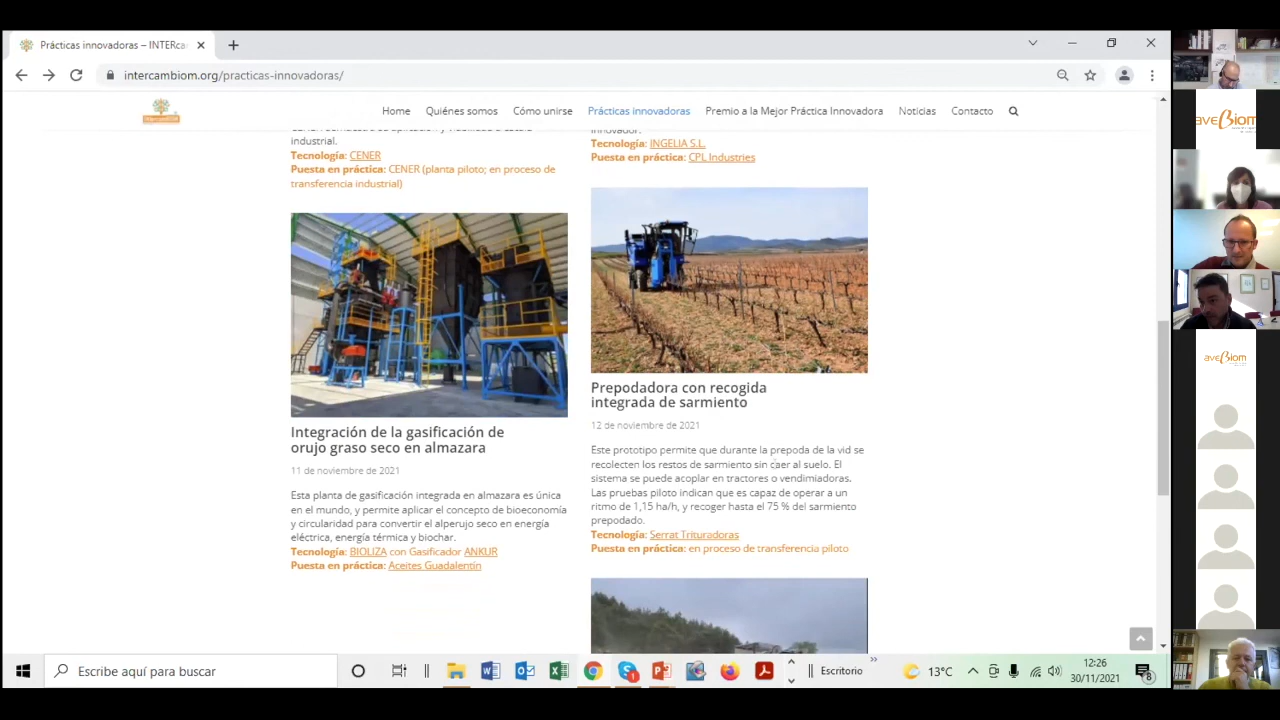 Prácticas innovadoras – INTERca
intercambiom.org/practicas-innovadoras/
Home
Quiénes somos
Cómo unirse
Prácticas innovadoras
Premio a la Mejor Práctica Innovadora
Noticias
Contacto
industrial.
Tecnología: CENER
Puesta en práctica: CENER (planta piloto; en proceso de
transferencia industrial)
Integración de la gasificación de
orujo graso seco en almazara
11 de noviembre de 2021
Esta planta de gasificación integrada en almazara es única
en el mundo, y permite aplicar el concepto de bioeconomía
y circularidad para convertir el alperujo seco en energía
eléctrica, energía térmica y biochar.
Tecnología: BIOLIZA con Gasificador ANKUR
Puesta en práctica: Aceites Guadalentín
innovador.
Tecnología: INGELIA S.L.
Puesta en práctica: CPL Industries
Prepodadora con recogida
integrada de sarmiento
12 de noviembre de 2021
Este prototipo permite que durante la prepoda de la vid se
recolecten los restos de sarmiento sin caer al suelo. El
sistema se puede acoplar en tractores o vendimiadoras.
Las pruebas piloto indican que es capaz de operar a un
ritmo de 1,15 ha/h, y recoger hasta el 75 % del sarmiento
prepodado.
Tecnología: Serrat Trituradoras
Puesta en práctica: en proceso de transferencia piloto
aveBiom
aveBiom
Escribe aquí para buscar
Escritorio
13°C
12:26
30/11/2021
8